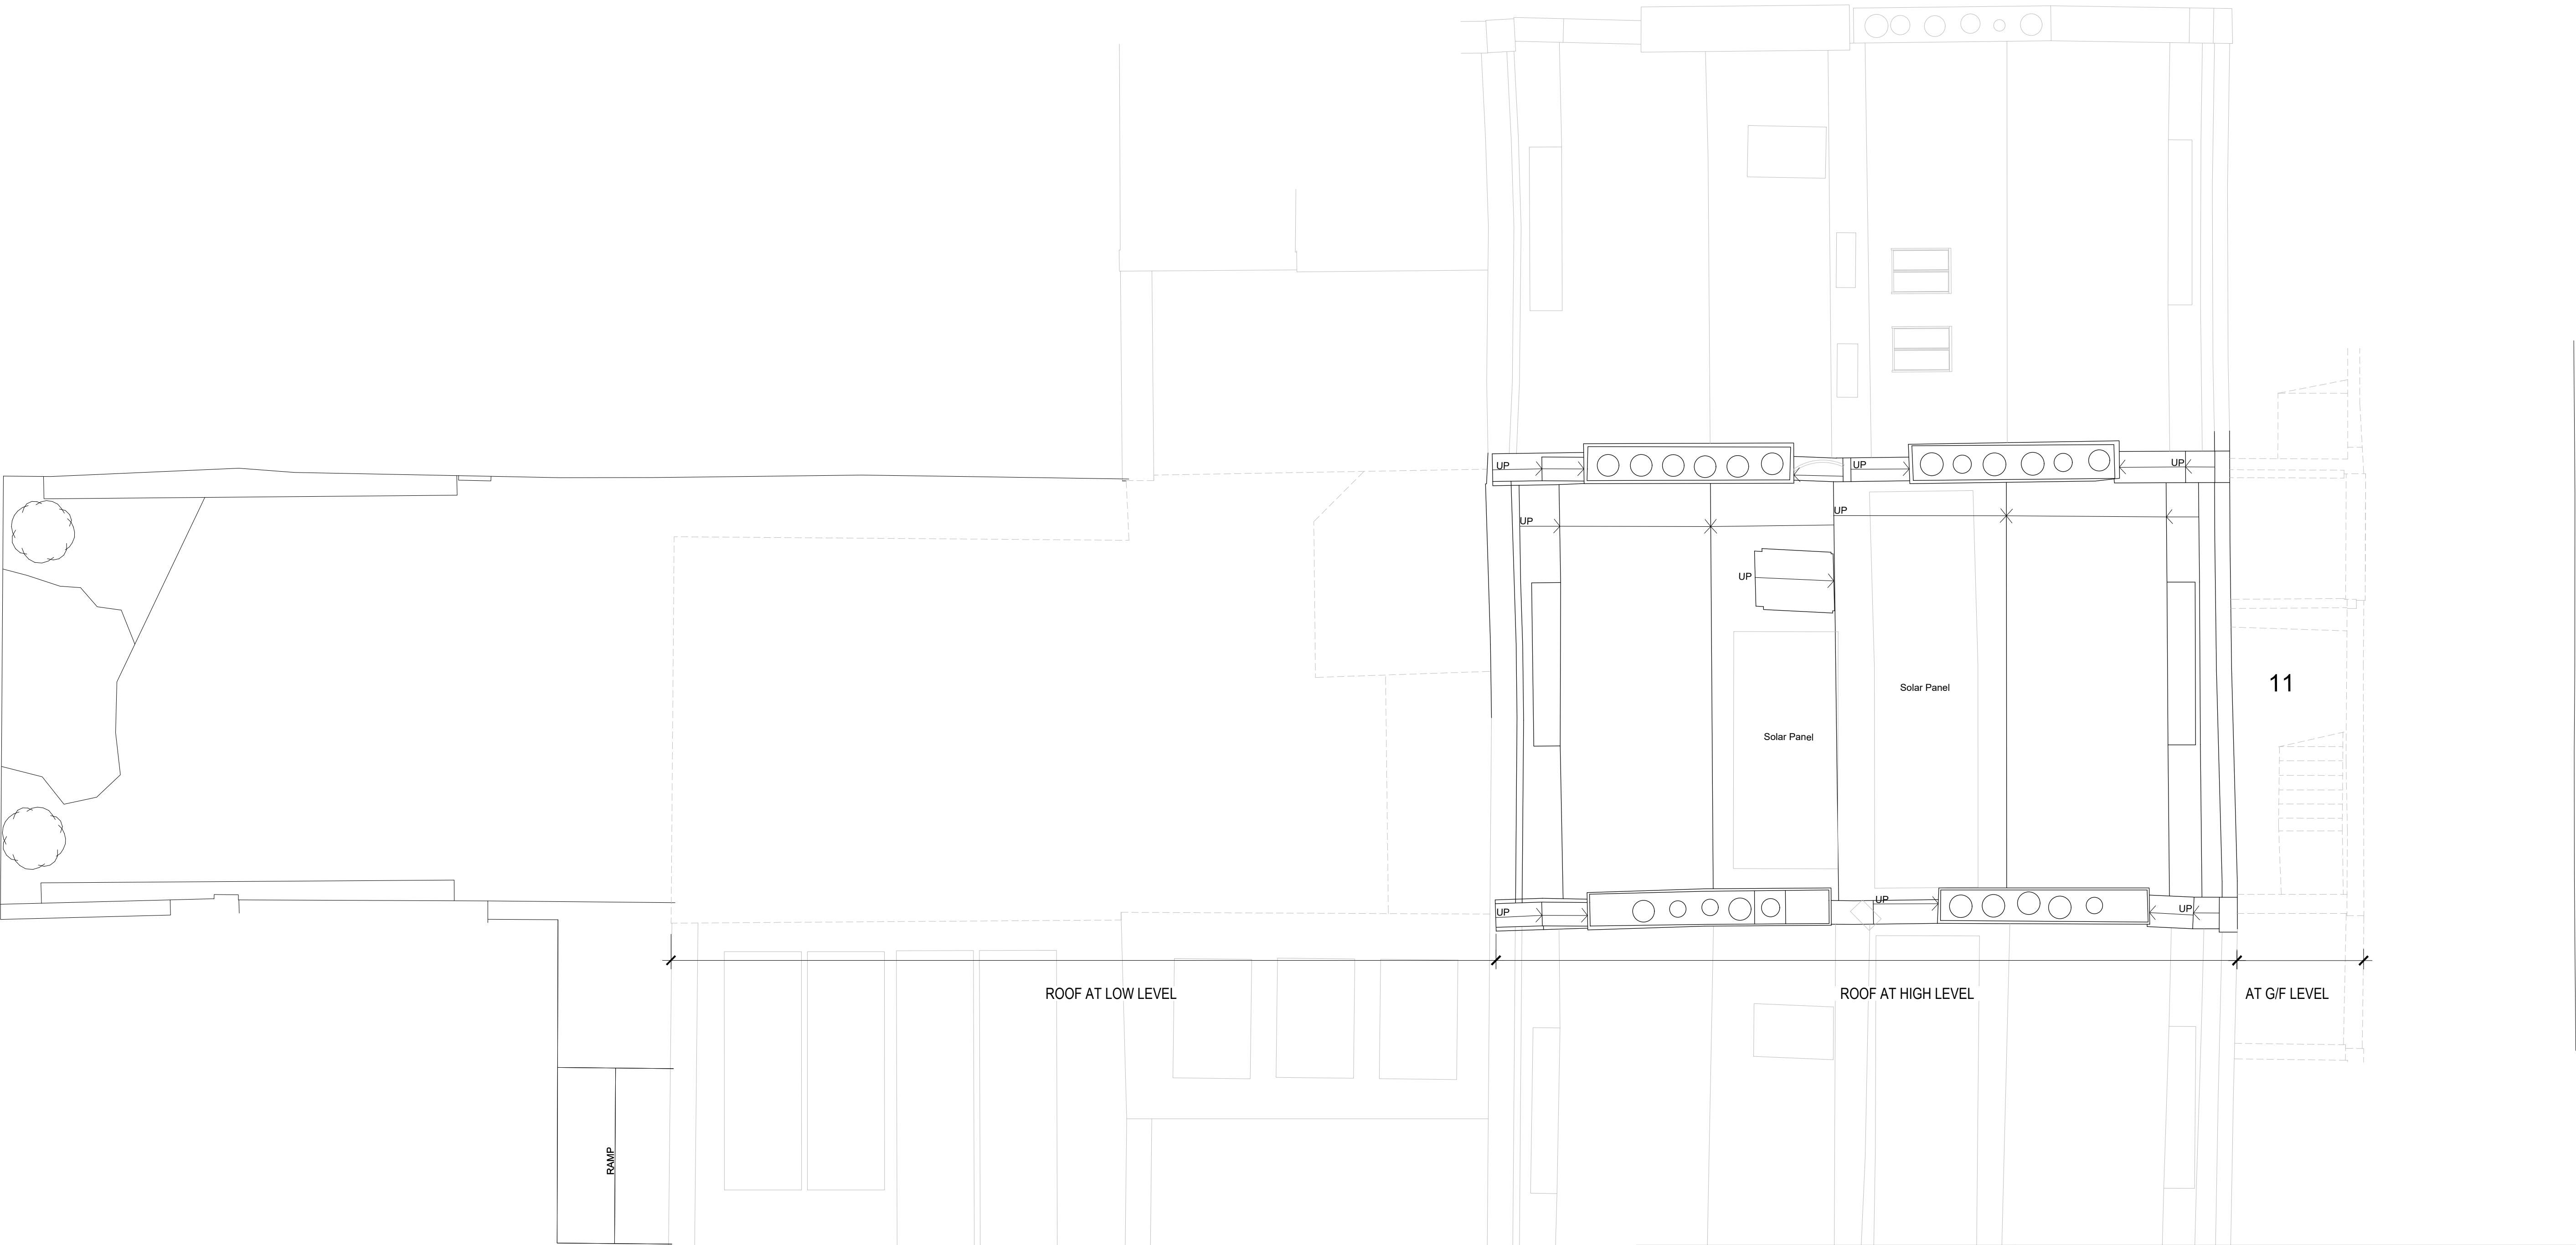 UP
UP
UP
UP
UP
UP
Solar Panel
11
Solar Panel
UP
UP
UP
ROOF AT LOW LEVEL
ROOF AT HIGH LEVEL
AT G/F LEVEL
RAMP